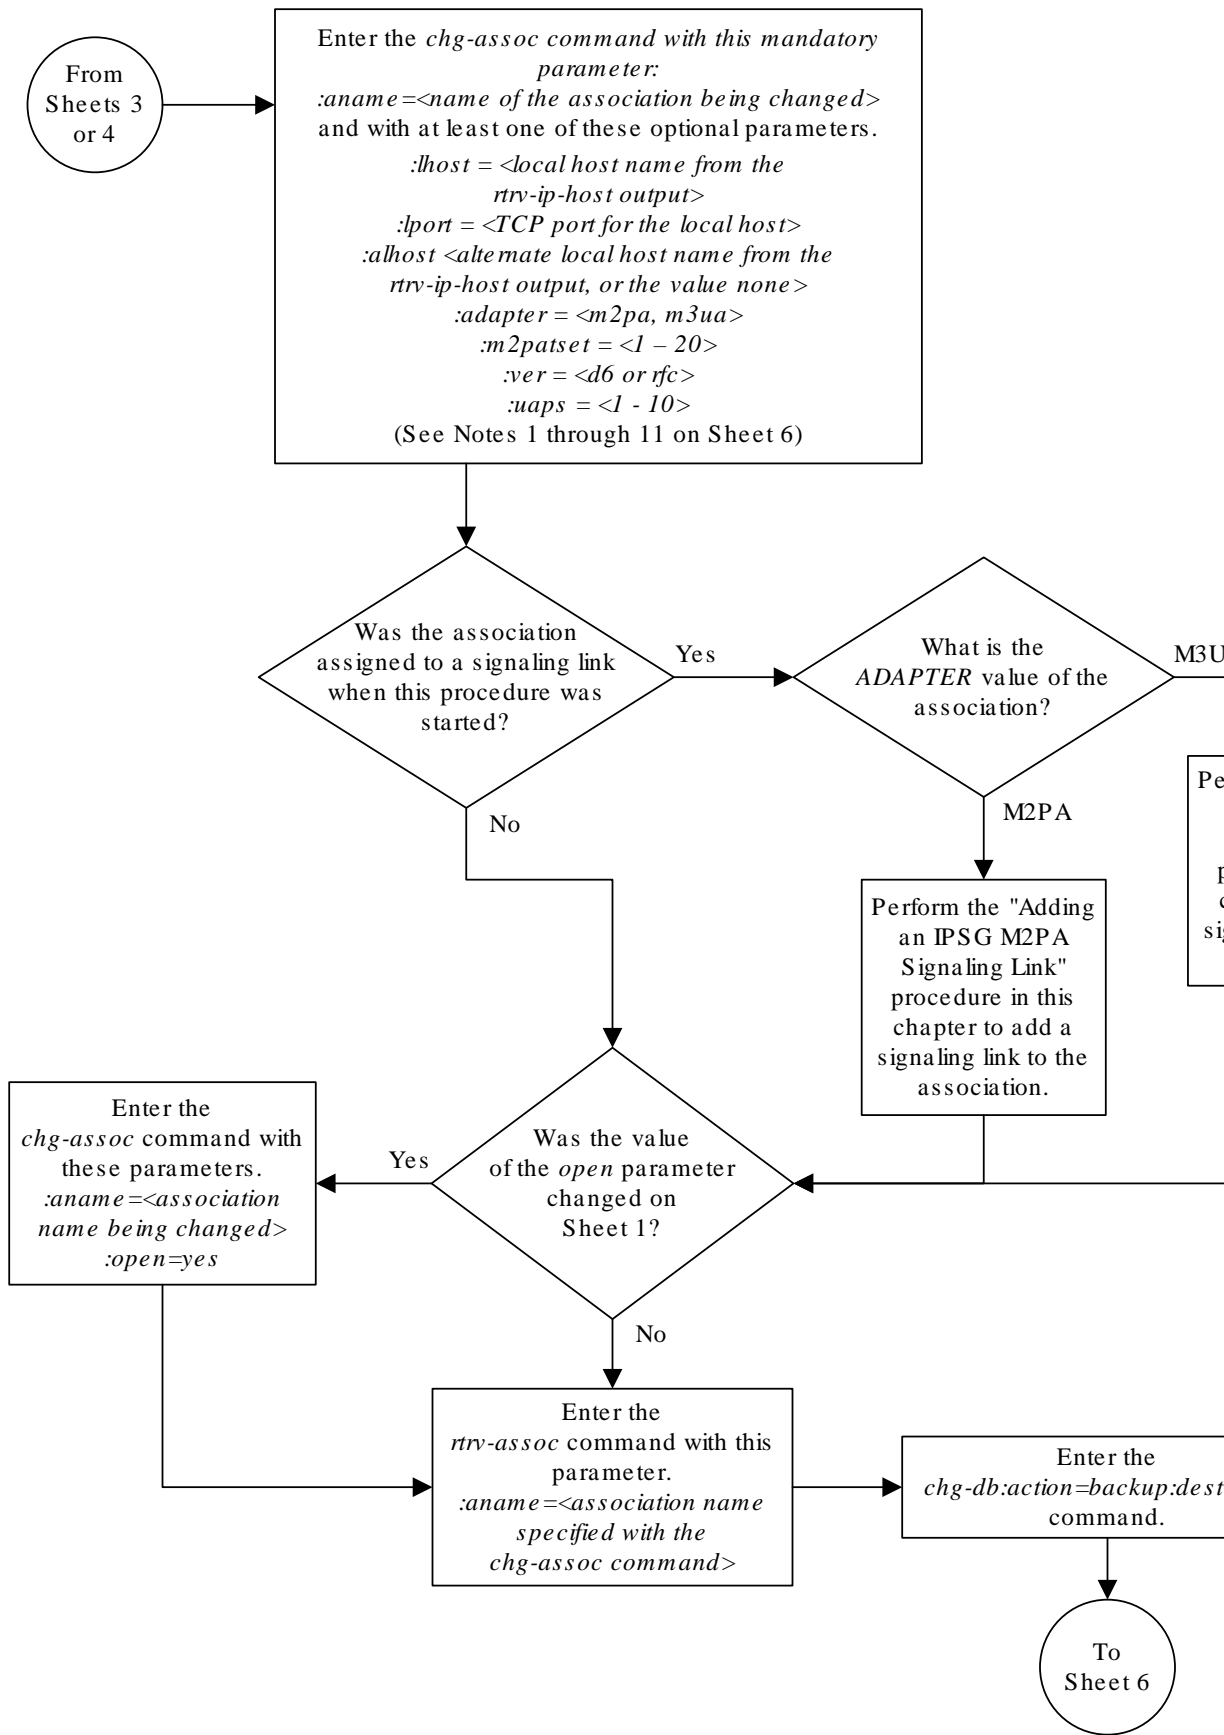 From
Sheets 3
or 4
Enter the chg-assoc command with this mandatory
parameter:
:aname=<name of the association being changed>
and with at least one of these optional parameters.
:lhost = <local host name from the
rtrv-ip-host output>
:lport = <TCP port for the local host>
:alhost <alternate local host name from the
rtrv-ip-host output, or the value none>
:adapter = <m2pa, m3ua>
:m2patset = <1 – 20>
:ver = <d6 or rfc>
:uaps = <1 - 10>
(See Notes 1 through 11 on Sheet 6)
Was the association
assigned to a signaling link
when this procedure was
started?
Yes
No
What is the
ADAPTER value of the
association?
M3U
M2PA
Pe
p
c
sig
Perform the "Adding
an IPSG M2PA
Signaling Link"
procedure in this
chapter to add a
signaling link to the
association.
Was the value
of the open parameter
changed on
Sheet 1?
Yes
No
Enter the
chg-assoc command with
these parameters.
:aname=<association
name being changed>
:open=yes
Enter the
rtrv-assoc command with this
parameter.
:aname=<association name
specified with the
chg-assoc command>
Enter the
chg-db:action=backup:dest
command.
To
Sheet 6